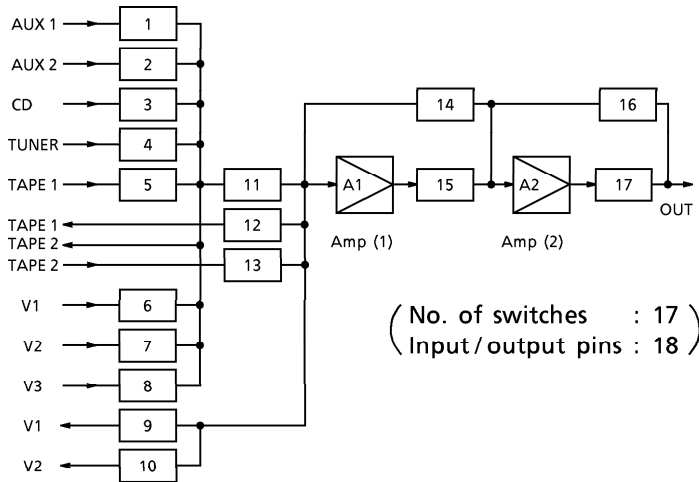 AUX 1 1
AUX 2 2
CD 3
TUNER 4 14 16
TAPE 1 5 11 A1 15 A2 17
OUT
TAPE 1 12
TAPE 2
TAPE 2 13
Amp (1) Amp (2)
V1 6
V2 7
V3 8
V1 9
V2 10
No. of switches : 17
Input / output pins : 18